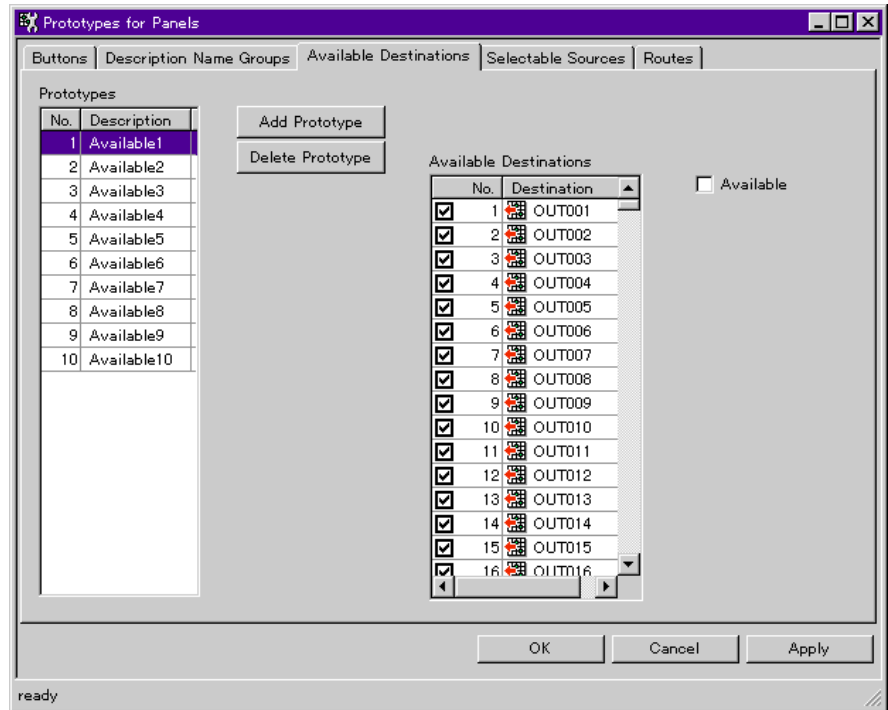 Prototypes for Panels
Buttons Description Name Groups Available Destinations Selectable Sources Routes
Prototypes
No. Description
1 Available1
2 Available2
3 Available3
4 Available4
5 Available5
6 Available6
7 Available7
8 Available8
9 Available9
10 Available10
Add Prototype
Delete Prototype
Available Destinations
No. Destination
1 OUT001
2 OUT002
3 OUT003
4 OUT004
5 OUT005
6 OUT006
7 OUT007
8 OUT008
9 OUT009
10 OUT010
11 OUT011
12 OUT012
13 OUT013
14 OUT014
15 OUT015
16 OUT016
Available
OK Cancel Apply
ready